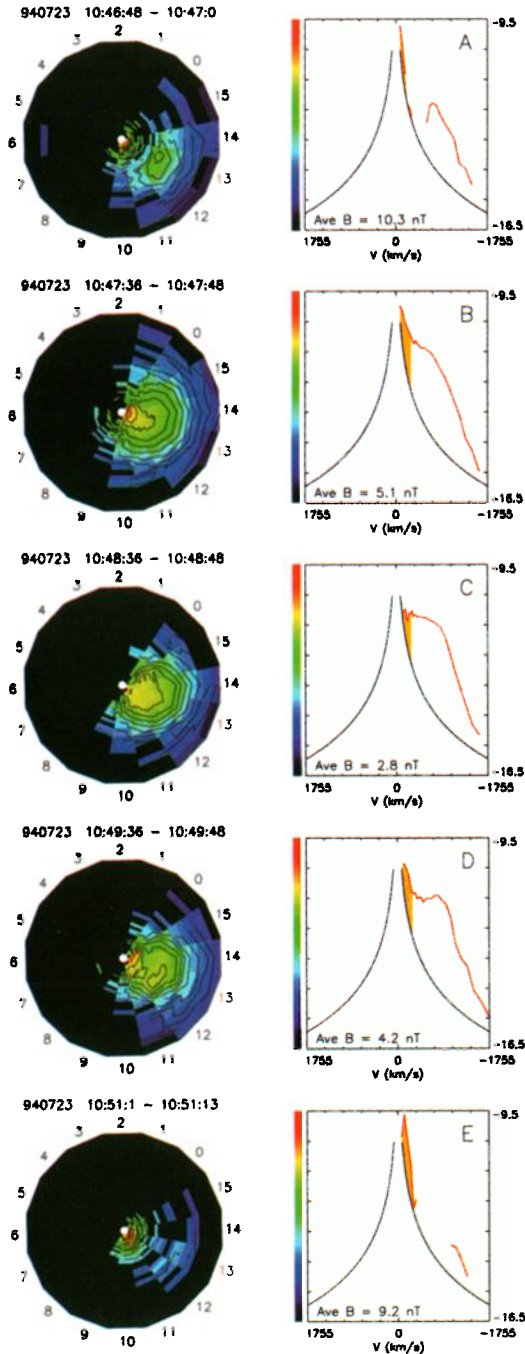 940723 10:46:48 - 10:47:0
2
3 1
4 0
5 15
6 14
7 13
8 12
9 11
10
A
-9.5
-16.5
Ave B = 10.3 nT
1755 0 -1755
V (km/s)
940723 10:47:36 - 10:47:48
2
3 1
4 0
5 15
6 14
7 13
8 12
9 11
10
B
-9.5
-16.5
Ave B = 5.1 nT
1755 0 -1755
V (km/s)
940723 10:48:36 - 10:48:48
2
3 1
4 0
5 15
6 14
7 13
8 12
9 11
10
C
-9.5
-16.5
Ave B = 2.8 nT
1755 0 -1755
V (km/s)
940723 10:49:36 - 10:49:48
2
3 1
4 0
5 15
6 14
7 13
8 12
9 11
10
D
-9.5
-16.5
Ave B = 4.2 nT
1755 0 -1755
V (km/s)
940723 10:51:1 - 10:51:13
2
3 1
4 0
5 15
6 14
7 13
8 12
9 11
10
E
-9.5
-16.5
Ave B = 9.2 nT
1755 0 -1755
V (km/s)